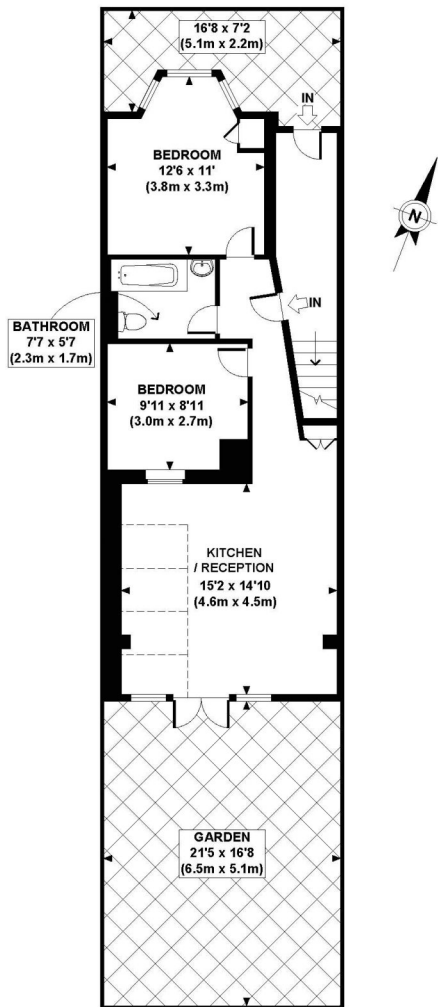 16'8 x 7'2
(5.1m x 2.2m)
IN
BEDROOM
12'6 x 11'
(3.8m x 3.3m)
N
IN
BATHROOM
7'7 x 5'7
(2.3m x 1.7m)
BEDROOM
9'11 x 8'11
(3.0m x 2.7m)
KITCHEN
/ RECEPTION
15'2 x 14'10
(4.6m x 4.5m)
GARDEN
21'5 x 16'8
(6.5m x 5.1m)